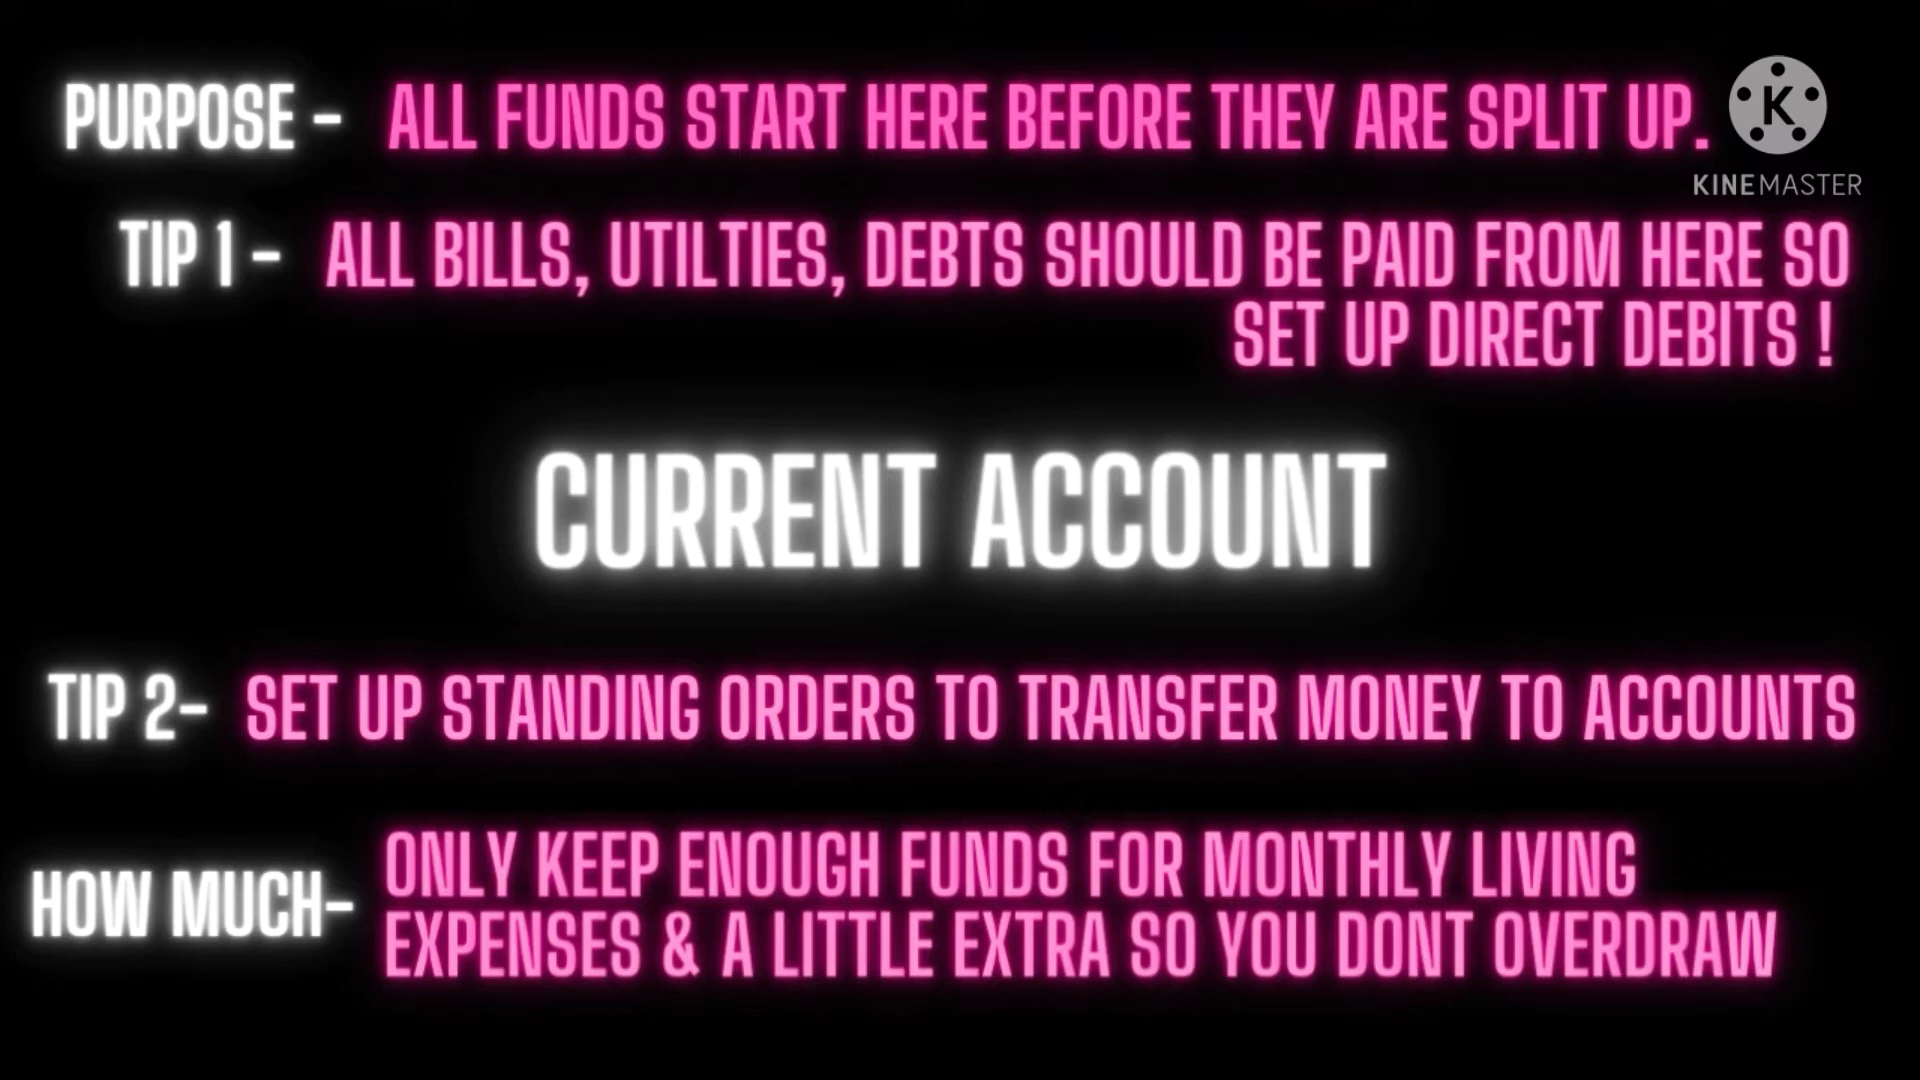 PURPOSE - ALL FUNDS START HERE BEFORE THEY ARE SPLIT UP.
K
KINEMASTER
TIP 1 - ALL BILLS, UTILTIES, DEBTS SHOULD BE PAID FROM HERE SO
SET UP DIRECT DEBITS !
CURRENT ACCOUNT
TIP 2- SET UP STANDING ORDERS TO TRANSFER MONEY TO ACCOUNTS
HOW MUCH- ONLY KEEP ENOUGH FUNDS FOR MONTHLY LIVING
EXPENSES & A LITTLE EXTRA SO YOU DONT OVERDRAW